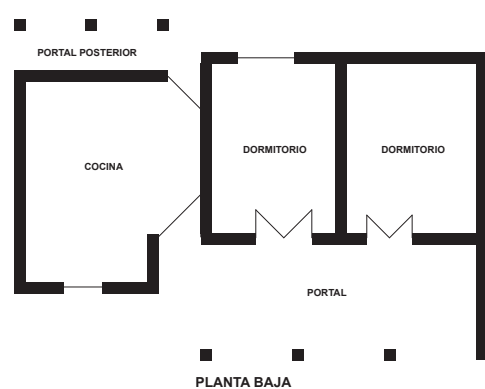 PORTAL POSTERIOR
COCINA
DORMITORIO
DORMITORIO
PORTAL
PLANTA BAJA